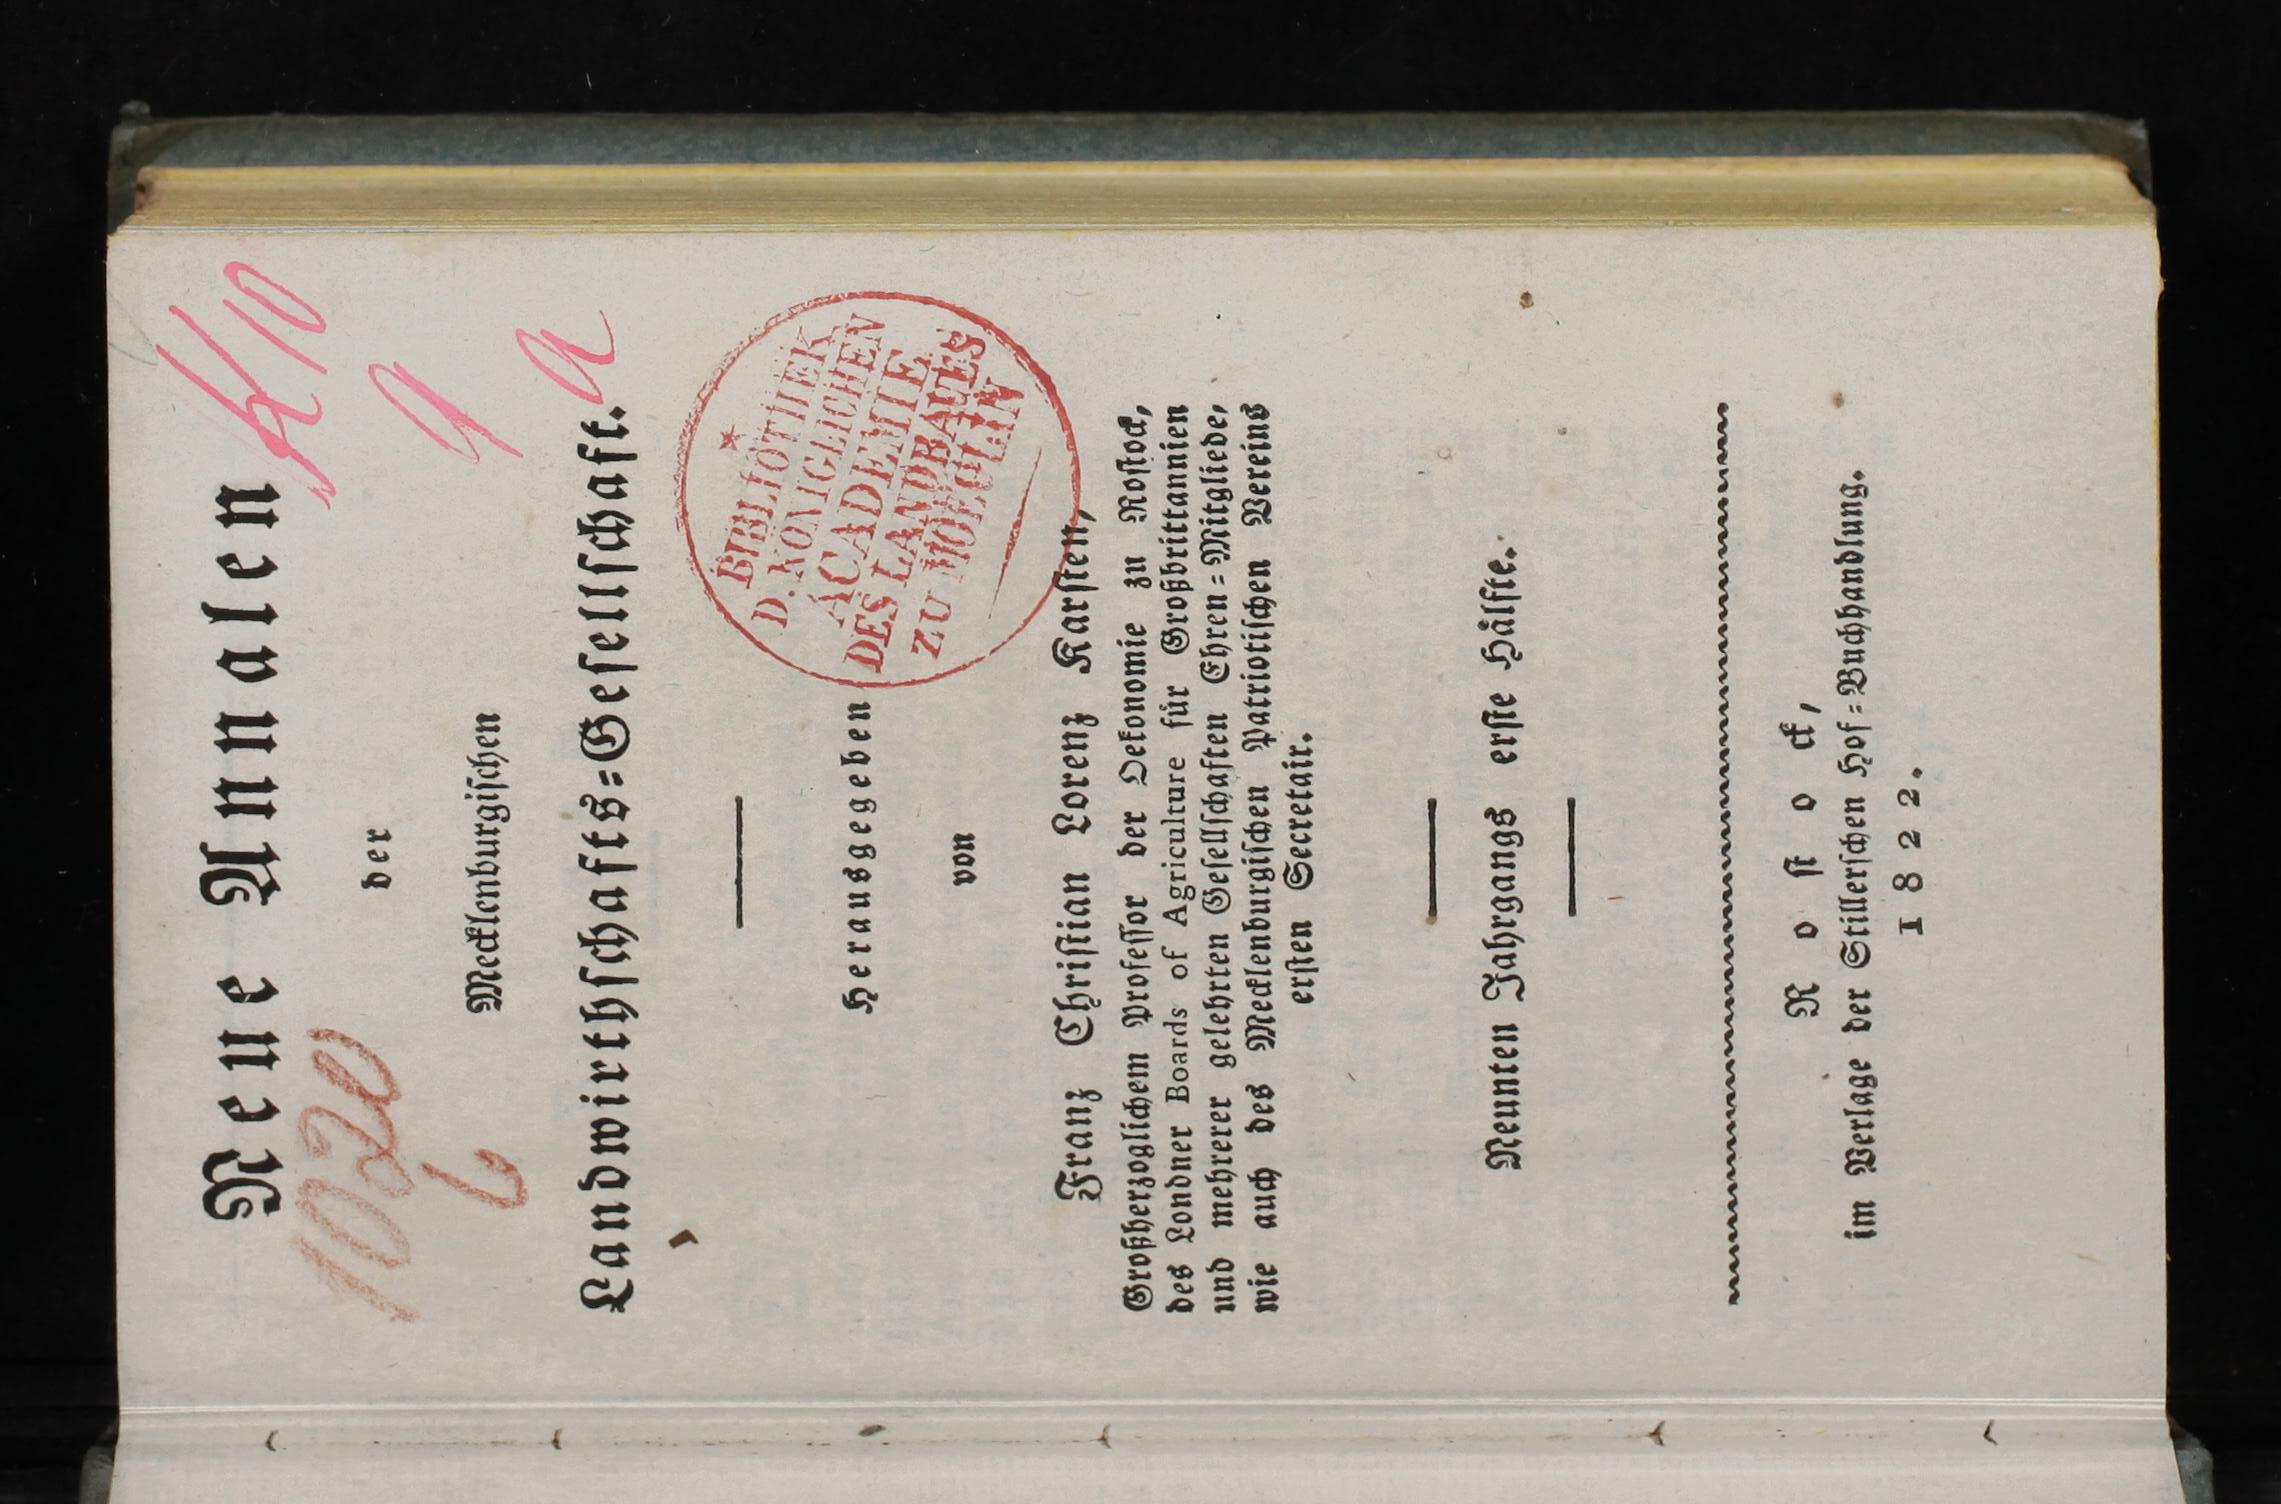 Neue Annalen
der
Mecklenburgischen
Landwirthschafts=Gesellschaft.
Herausgegeben
von
Franz Christian Lorenz Karsten,
Großherzoglichem Professor der Oekonomie zu Rostock,
des Londner Boards of Agriculture für Großbrittannien
und mehrerer gelehrten Gesellschaften Ehren=Mitgliede,
wie auch des Mecklenburgischen Patriotischen Vereins
ersten Secretair.
Neunten Jahrgangs erste Hälfte.
Rostock,
im Verlage der Stillerschen Hof=Buchhandlung.
1822.
BIBLIOTHEK
D. KÖNIGLICHEN
ACADEMIE
DES LANDBAUES
ZU MOEGLIN
1020